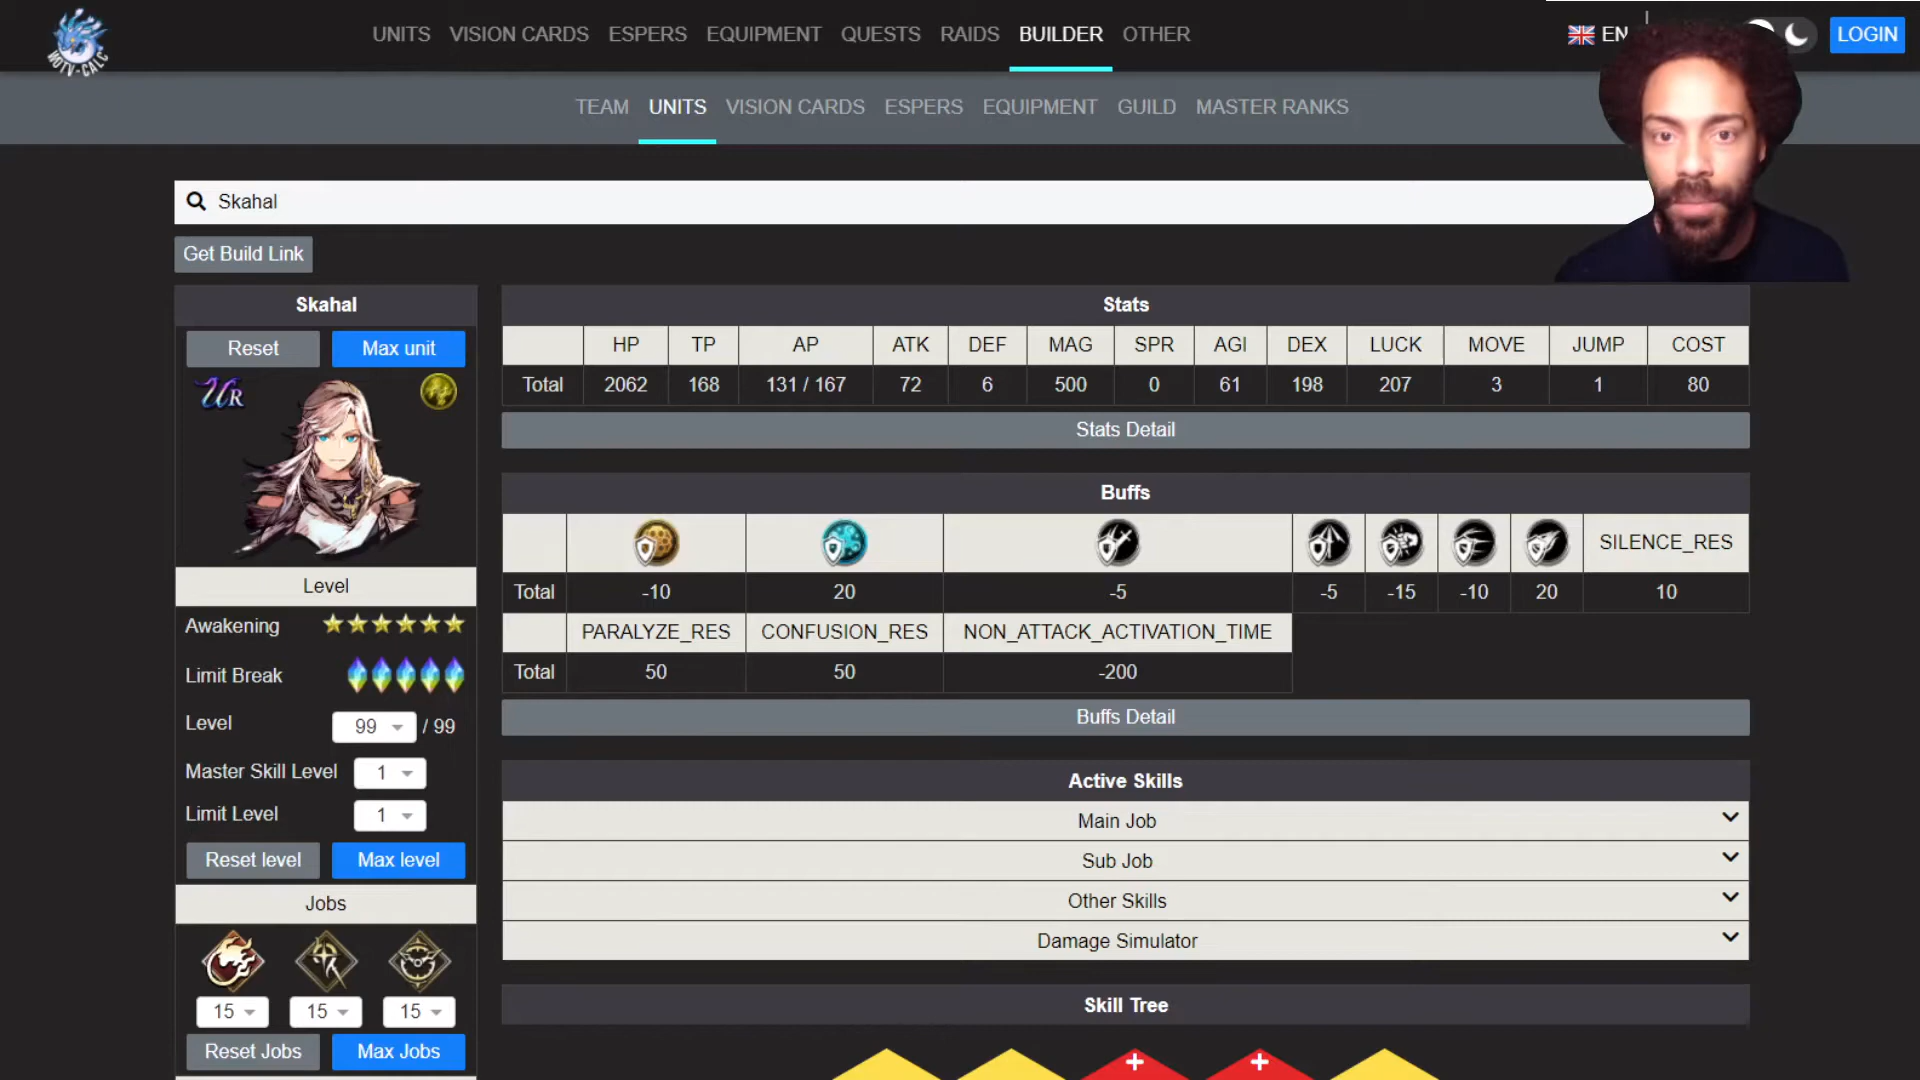 UNITS VISION CARDS ESPERS EQUIPMENT QUESTS RAIDS BUILDER OTHER
EN
LOGIN
WOTV-CALC
TEAM UNITS VISION CARDS ESPERS EQUIPMENT GUILD MASTER RANKS
Skahal
Get Build Link
Skahal
Reset Max unit
UR
Level
Awakening
Limit Break
Level 99 / 99
Master Skill Level 1
Limit Level 1
Reset level Max level
Jobs
15 15 15
Reset Jobs Max Jobs
Stats
HP TP AP ATK DEF MAG SPR AGI DEX LUCK MOVE JUMP COST
Total 2062 168 131 / 167 72 6 500 0 61 198 207 3 1 80
Stats Detail
Buffs
SILENCE_RES
Total -10 20 -5 -5 -15 -10 20 10
PARALYZE_RES CONFUSION_RES NON_ATTACK_ACTIVATION_TIME
Total 50 50 -200
Buffs Detail
Active Skills
Main Job
Sub Job
Other Skills
Damage Simulator
Skill Tree